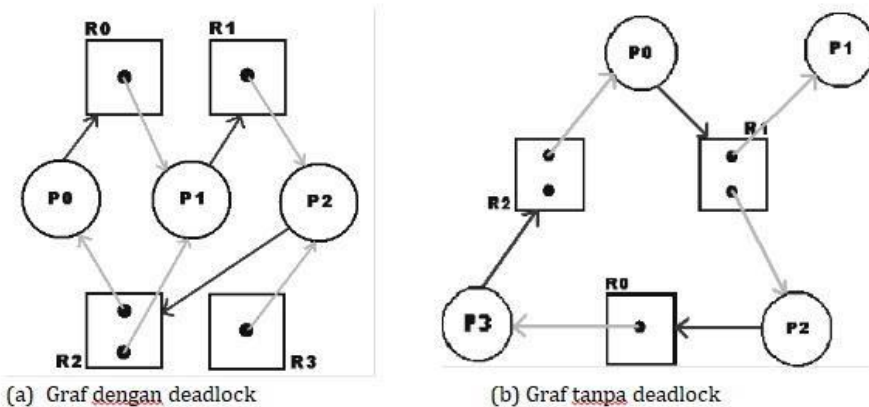 R0
R1
P0
P1
P2
R2
R3
(a) Graf dengan deadlock
P0
P1
R1
R2
R0
P3
P2
(b) Graf tanpa deadlock